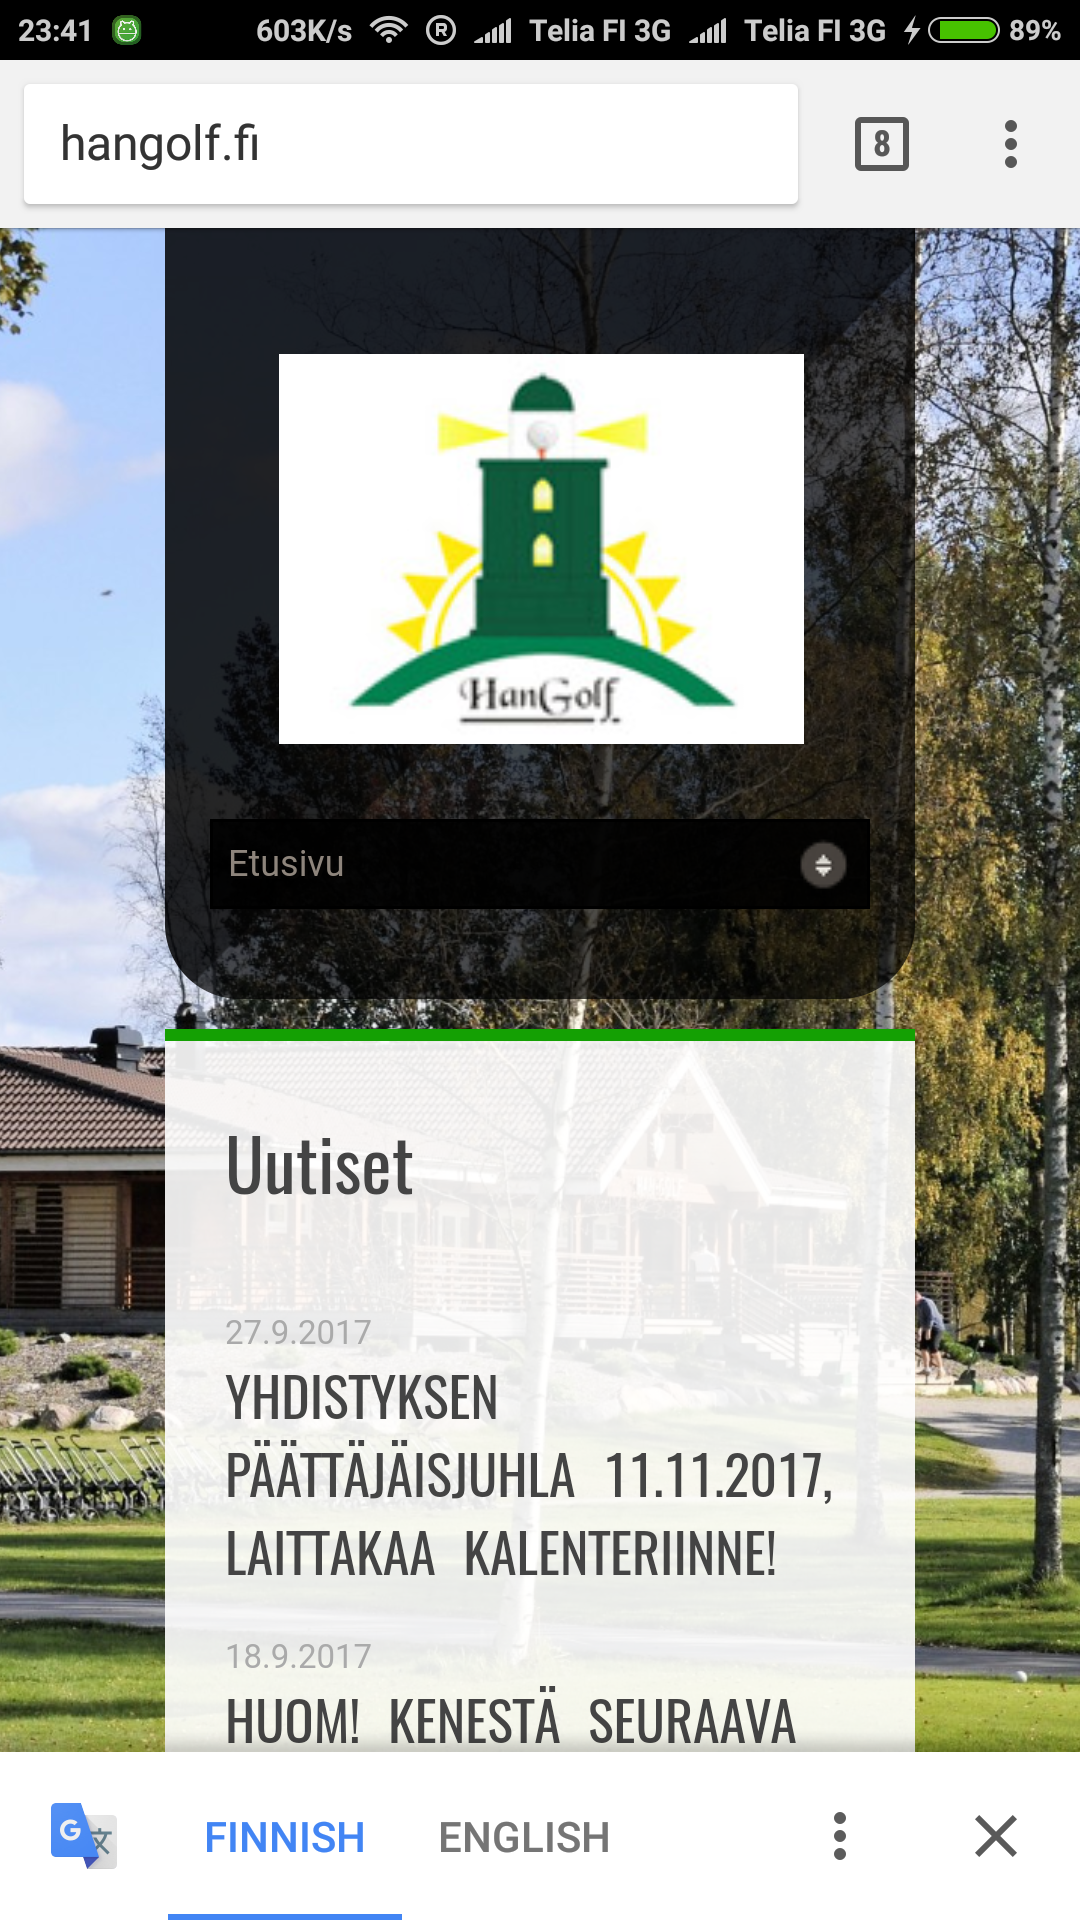 23:41 603K/s R Telia FI 3G Telia FI 3G 89%
hangolf.fi 8
HanGolf
Etusivu
Uutiset
27.9.2017
YHDISTYKSEN
PÄÄTTÄJÄISJUHLA 11.11.2017,
LAITTAKAA KALENTERIINNE!
18.9.2017
HUOM! KENESTÄ SEURAAVA
G 文 FINNISH ENGLISH